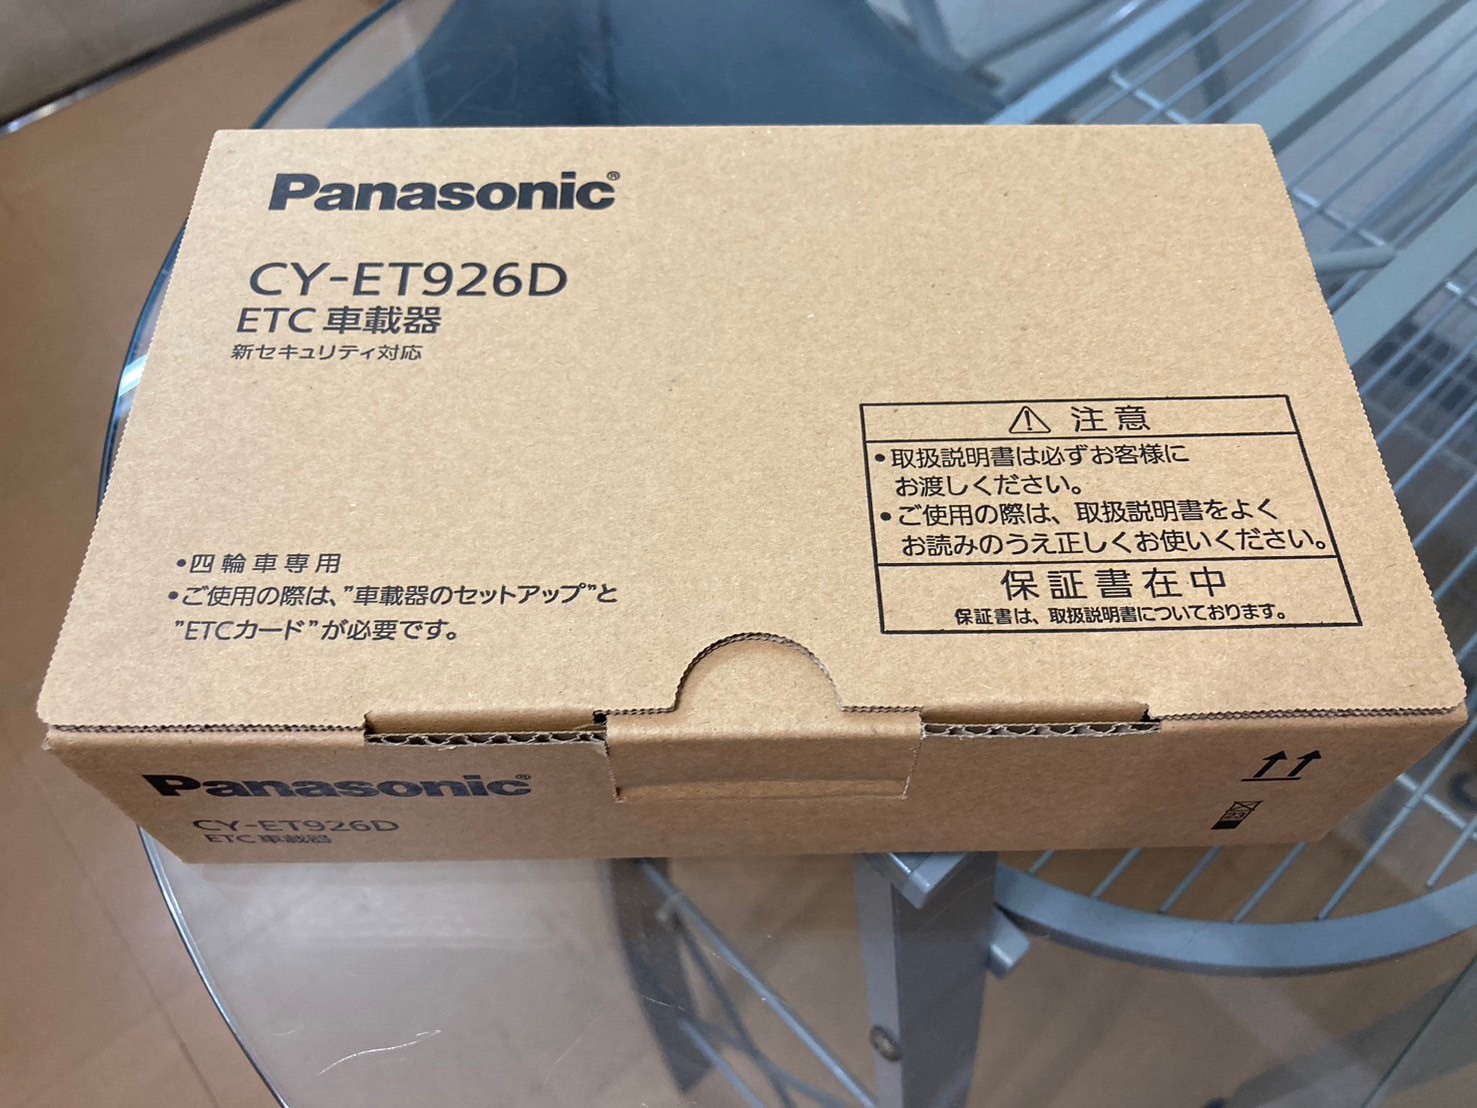 Panasonic®
CY-ET926D
ETC 車載器
新セキュリティ対応
⚠ 注意
•取扱説明書は必ずお客様に
お渡しください。
•ご使用の際は、取扱説明書をよく
お読みのうえ正しくお使いください。
保証書在中
保証書は、取扱説明書についております。
•四輪車専用
•ご使用の際は、"車載器のセットアップ"と
"ETCカード"が必要です。
Panasonic®
CY-ET926D
ETC 車載器